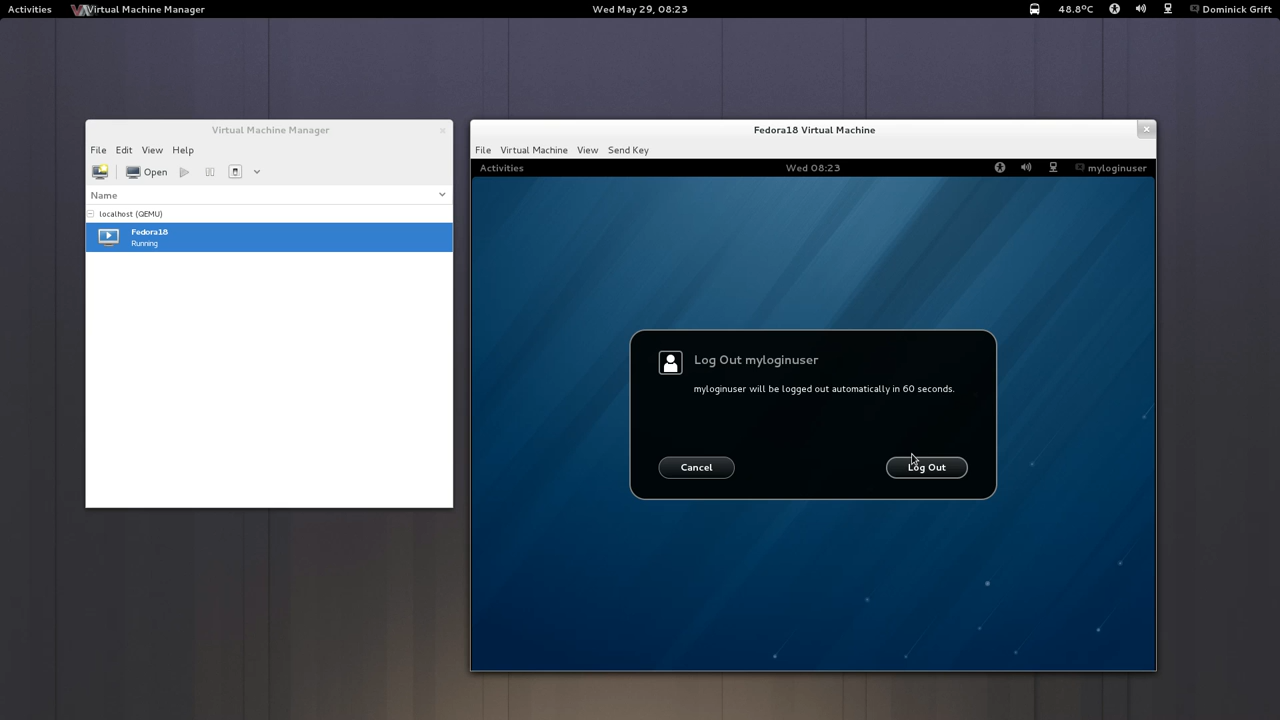 Activities Virtual Machine Manager Wed May 29, 08:23 48.8ºC Dominick Grift
Virtual Machine Manager
File Edit View Help
Open
Name
localhost (QEMU)
Fedora18
Running
Fedora18 Virtual Machine
File Virtual Machine View Send Key
Activities Wed 08:23 myloginuser
Log Out myloginuser
myloginuser will be logged out automatically in 60 seconds.
Cancel Log Out